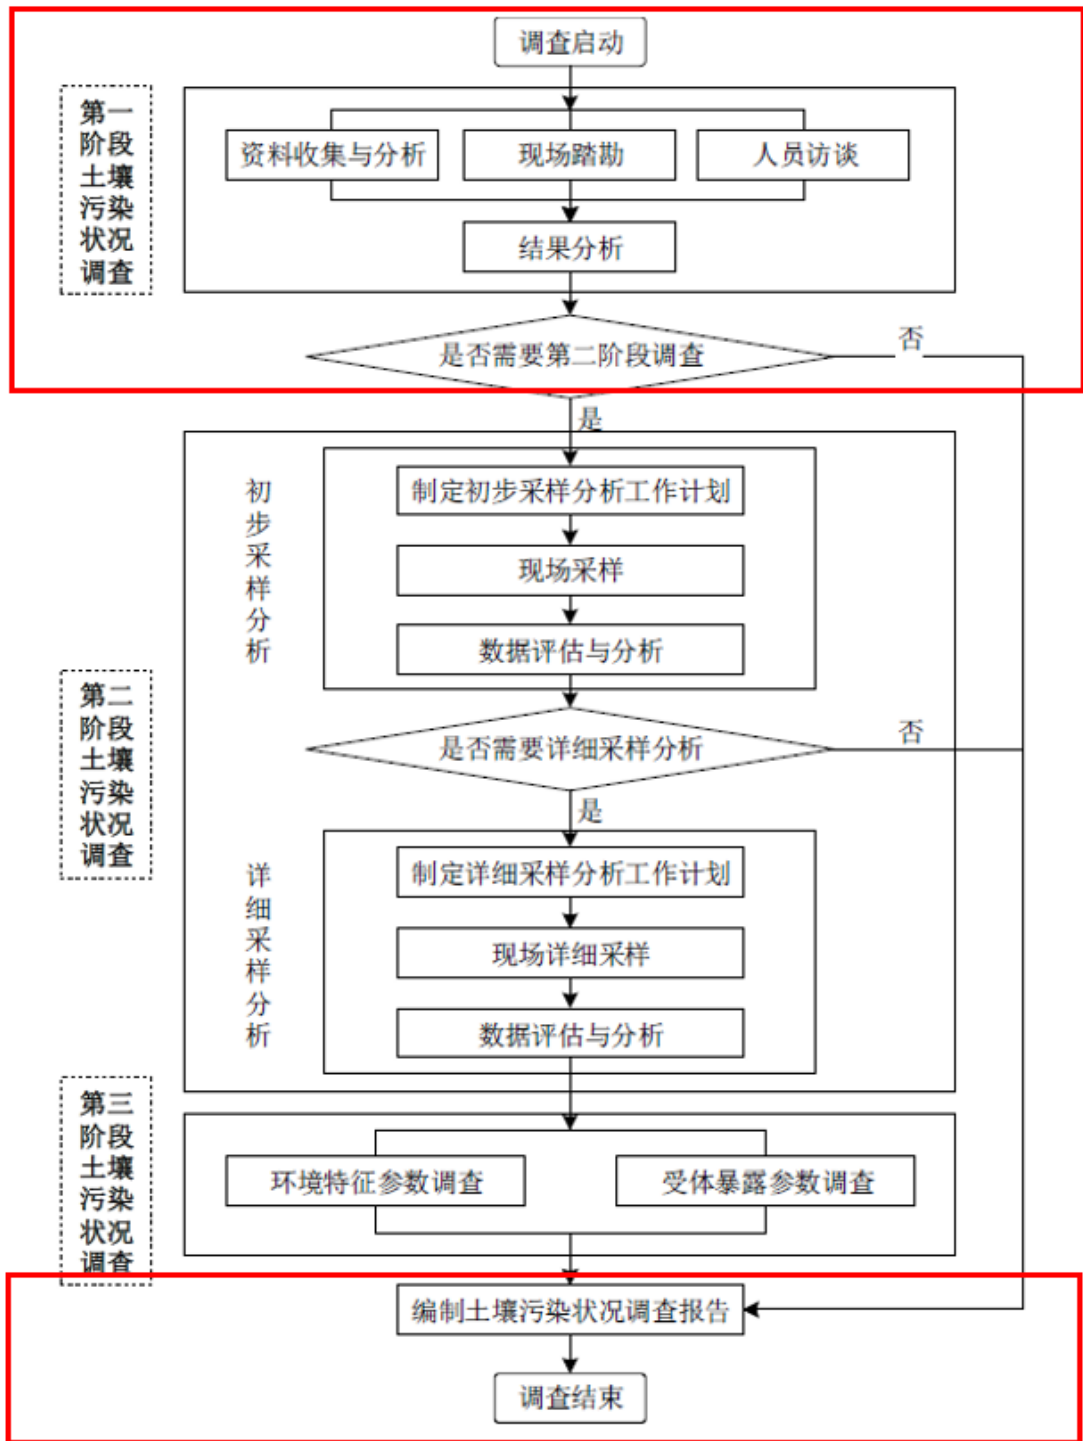 调查启动
第一
阶段
土壤
污染
状况
调查
资料收集与分析
现场踏勘
人员访谈
结果分析
是否需要第二阶段调查
否
是
初
步
采
样
分
析
制定初步采样分析工作计划
现场采样
数据评估与分析
第二
阶段
土壤
污染
状况
调查
是否需要详细采样分析
否
是
详
细
采
样
分
析
制定详细采样分析工作计划
现场详细采样
数据评估与分析
第三
阶段
土壤
污染
状况
调查
环境特征参数调查
受体暴露参数调查
编制土壤污染状况调查报告
调查结束